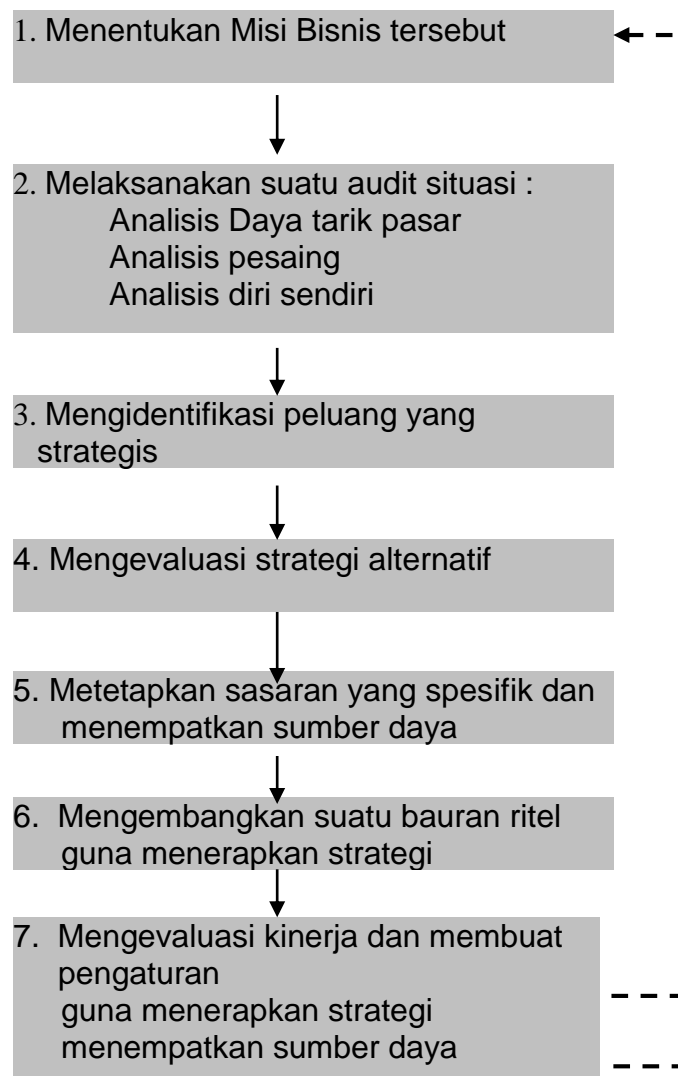 1. Menentukan Misi Bisnis tersebut
2. Melaksanakan suatu audit situasi :
Analisis Daya tarik pasar
Analisis pesaing
Analisis diri sendiri
3. Mengidentifikasi peluang yang
strategis
4. Mengevaluasi strategi alternatif
5. Metetapkan sasaran yang spesifik dan
menempatkan sumber daya
6. Mengembangkan suatu bauran ritel
guna menerapkan strategi
7. Mengevaluasi kinerja dan membuat
pengaturan
guna menerapkan strategi
menempatkan sumber daya